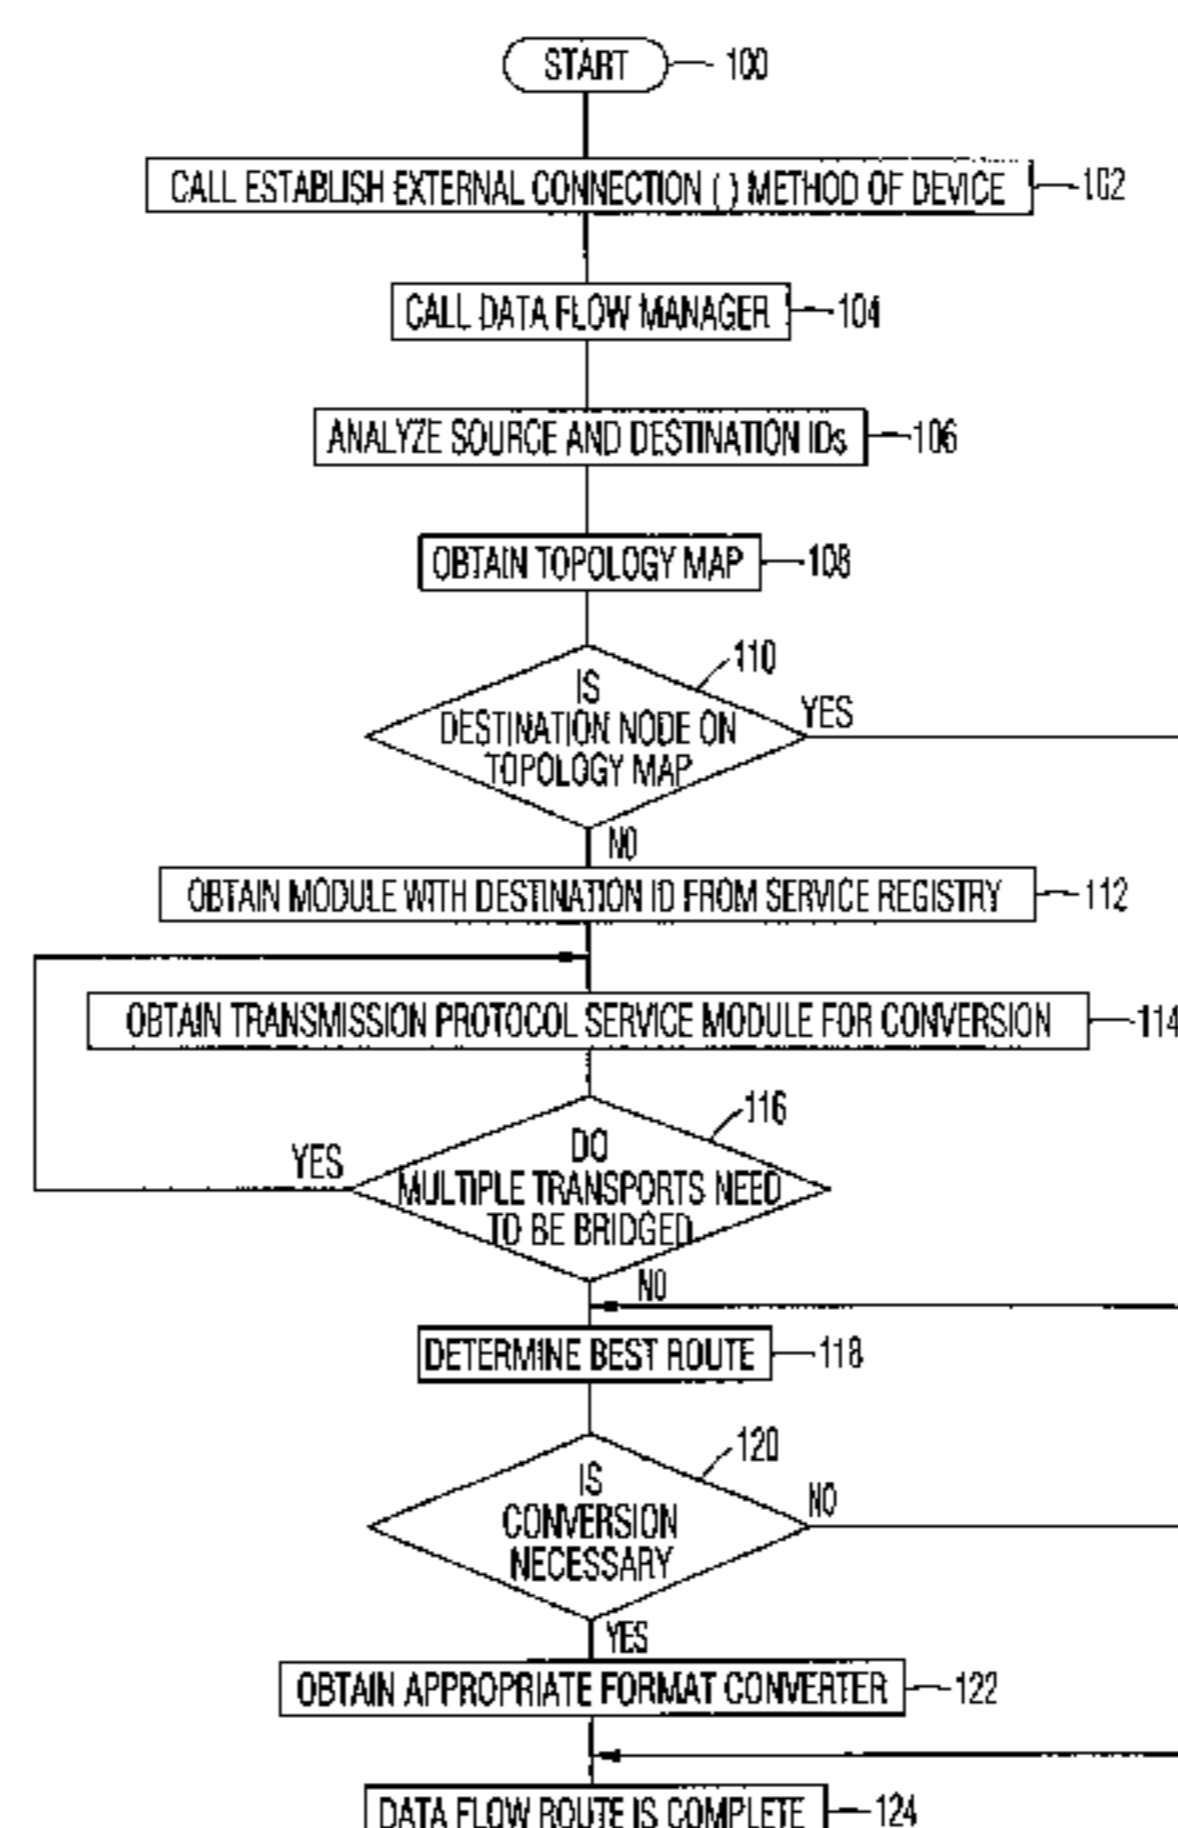 START
100
CALL ESTABLISH EXTERNAL CONNECTION ( ) METHOD OF DEVICE
102
CALL DATA FLOW MANAGER
104
ANALYZE SOURCE AND DESTINATION IDs
106
OBTAIN TOPOLOGY MAP
108
110
IS
DESTINATION NODE ON
TOPOLOGY MAP
YES
NO
OBTAIN MODULE WITH DESTINATION ID FROM SERVICE REGISTRY
112
OBTAIN TRANSMISSION PROTOCOL SERVICE MODULE FOR CONVERSION
114
116
DO
MULTIPLE TRANSPORTS NEED
TO BE BRIDGED
YES
NO
DETERMINE BEST ROUTE
118
120
IS
CONVERSION
NECESSARY
NO
YES
OBTAIN APPROPRIATE FORMAT CONVERTER
122
DATA FLOW ROUTE IS COMPLETE
124